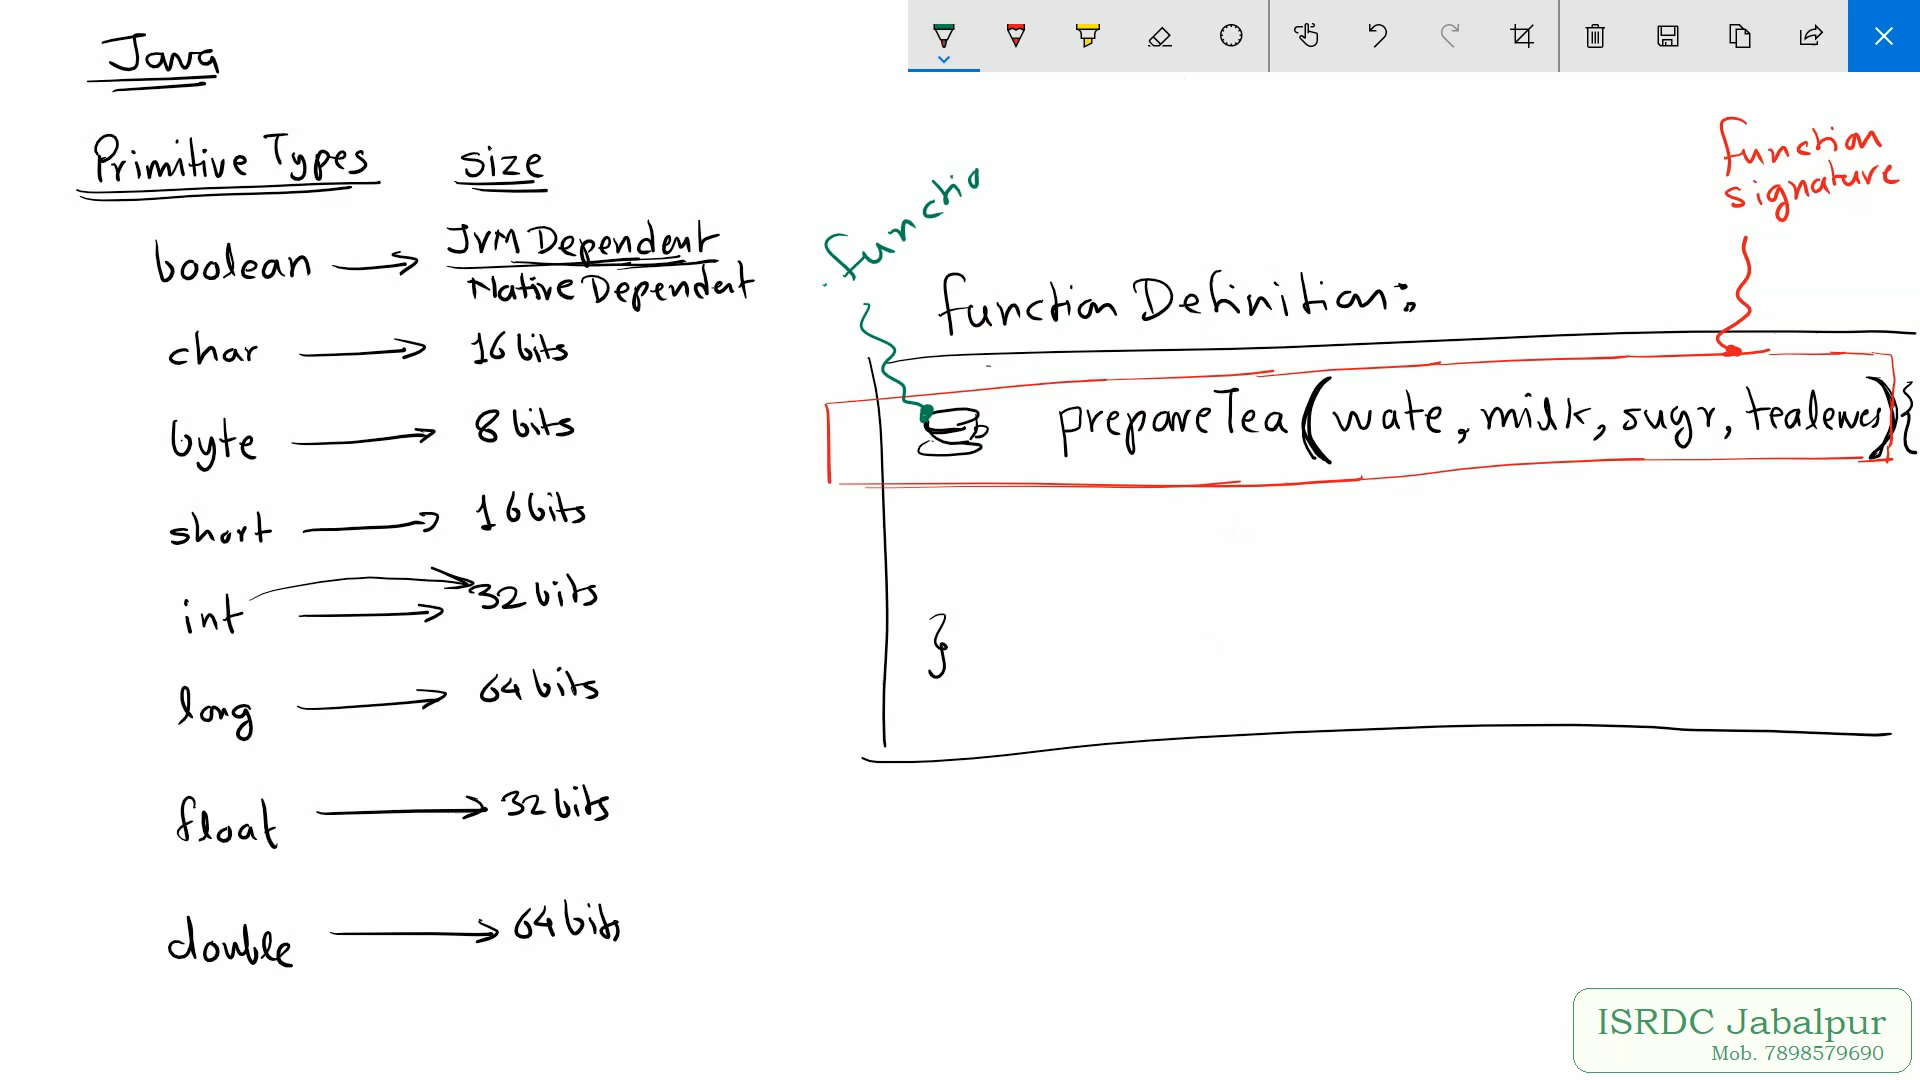 Java
Primitive Types Size
boolean JVM Dependent
Native Dependent
char 16 bits
byte 8 bits
short 16 bits
int 32 bits
long 64 bits
float 32 bits
double 64 bits
functio
function
signature
function Definition:
prepareTea(wate, milk, sugr, tealewes){
}
ISRDC Jabalpur
Mob. 7898579690